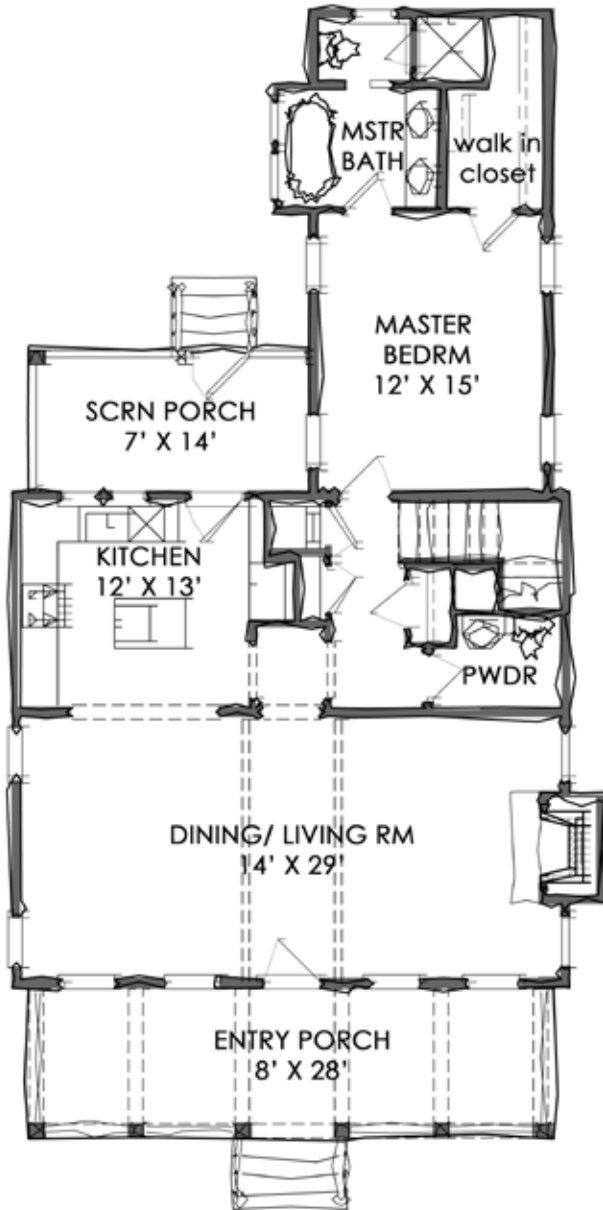 MSTR
BATH
walk in
closet
MASTER
BEDRM
12’ X 15’
SCRN PORCH
7’ X 14’
KITCHEN
12’ X 13’
PWDR
DINING/ LIVING RM
14’ X 29’
ENTRY PORCH
8’ X 28’